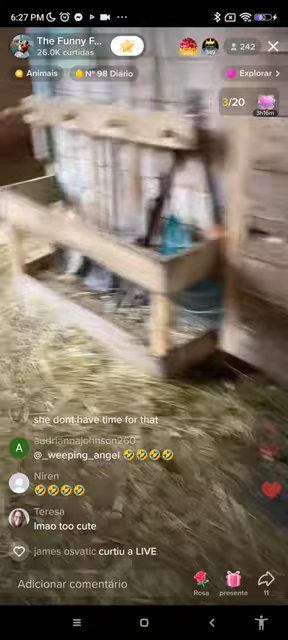 6:27 PM
The Funny F...
26.0K curtidas
242
Animais
Nº 98 Diário
Explorar >
3/20
3h16m
she dont have time for that
A
audriannajohnson260
@_weeping_angel 🤣🤣🤣🤣
Niren
🤣🤣🤣🤣
Teresa
lmao too cute
james osvatic curtiu a LIVE
Adicionar comentário
Rosa
presente
11